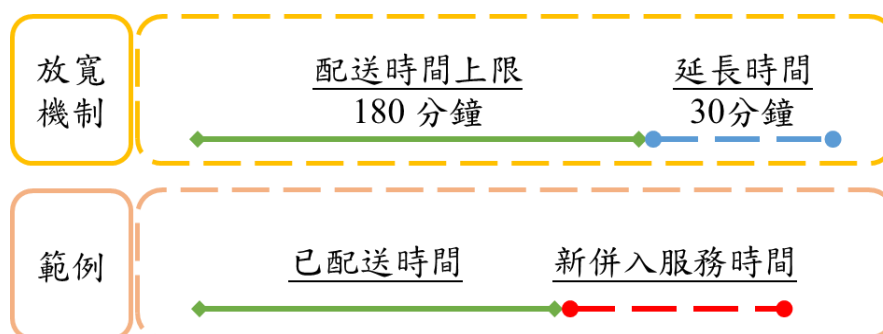 放寬
機制
配送時間上限
180 分鐘
延長時間
30分鐘
範例
已配送時間
新併入服務時間